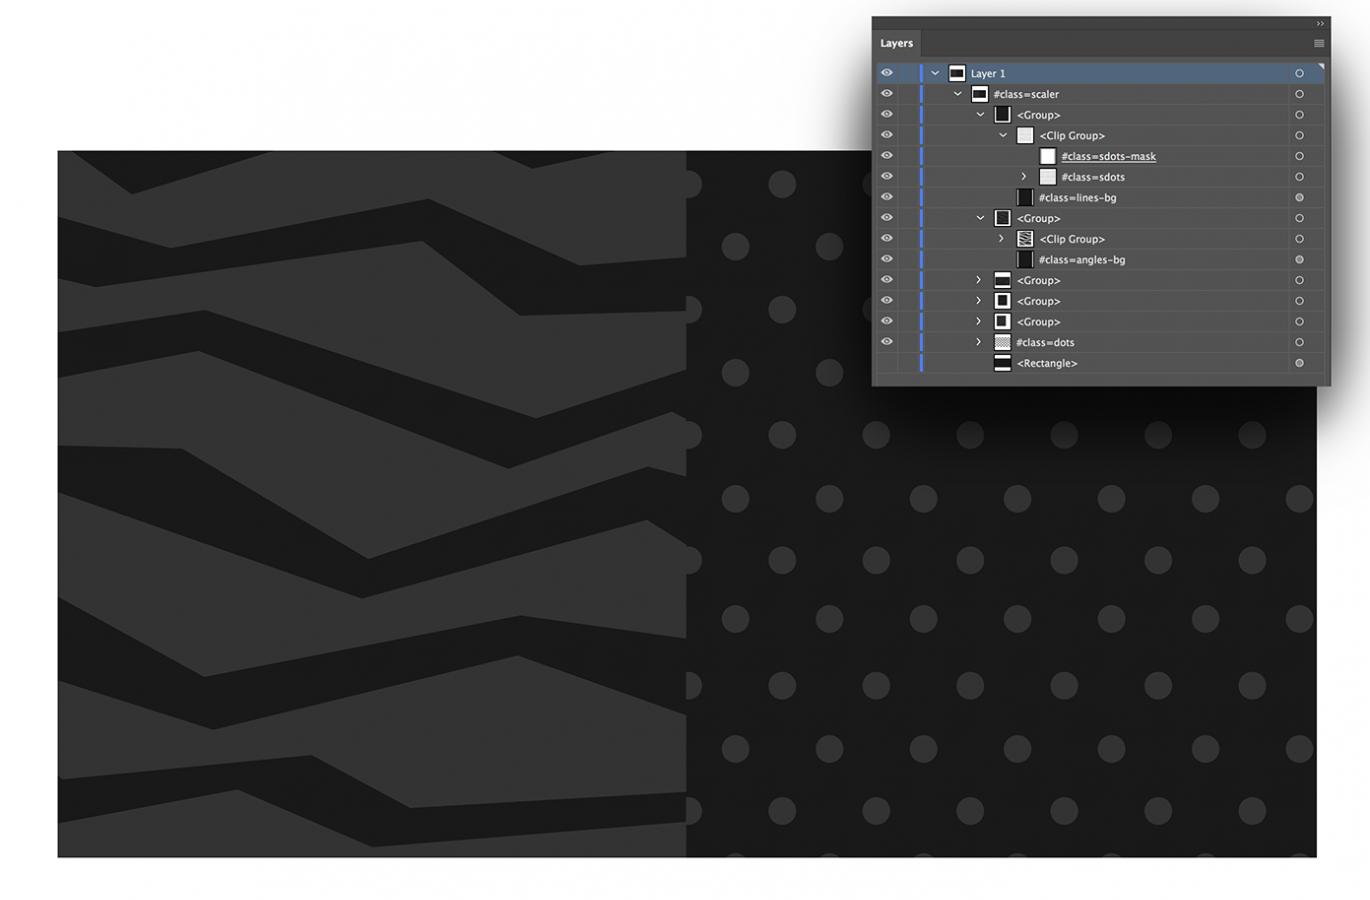 Layers
Layer 1
#class=scaler
<Group>
<Clip Group>
#class=sdots-mask
#class=sdots
#class=lines-bg
<Group>
<Clip Group>
#class=angles-bg
<Group>
<Group>
<Group>
#class=dots
<Rectangle>